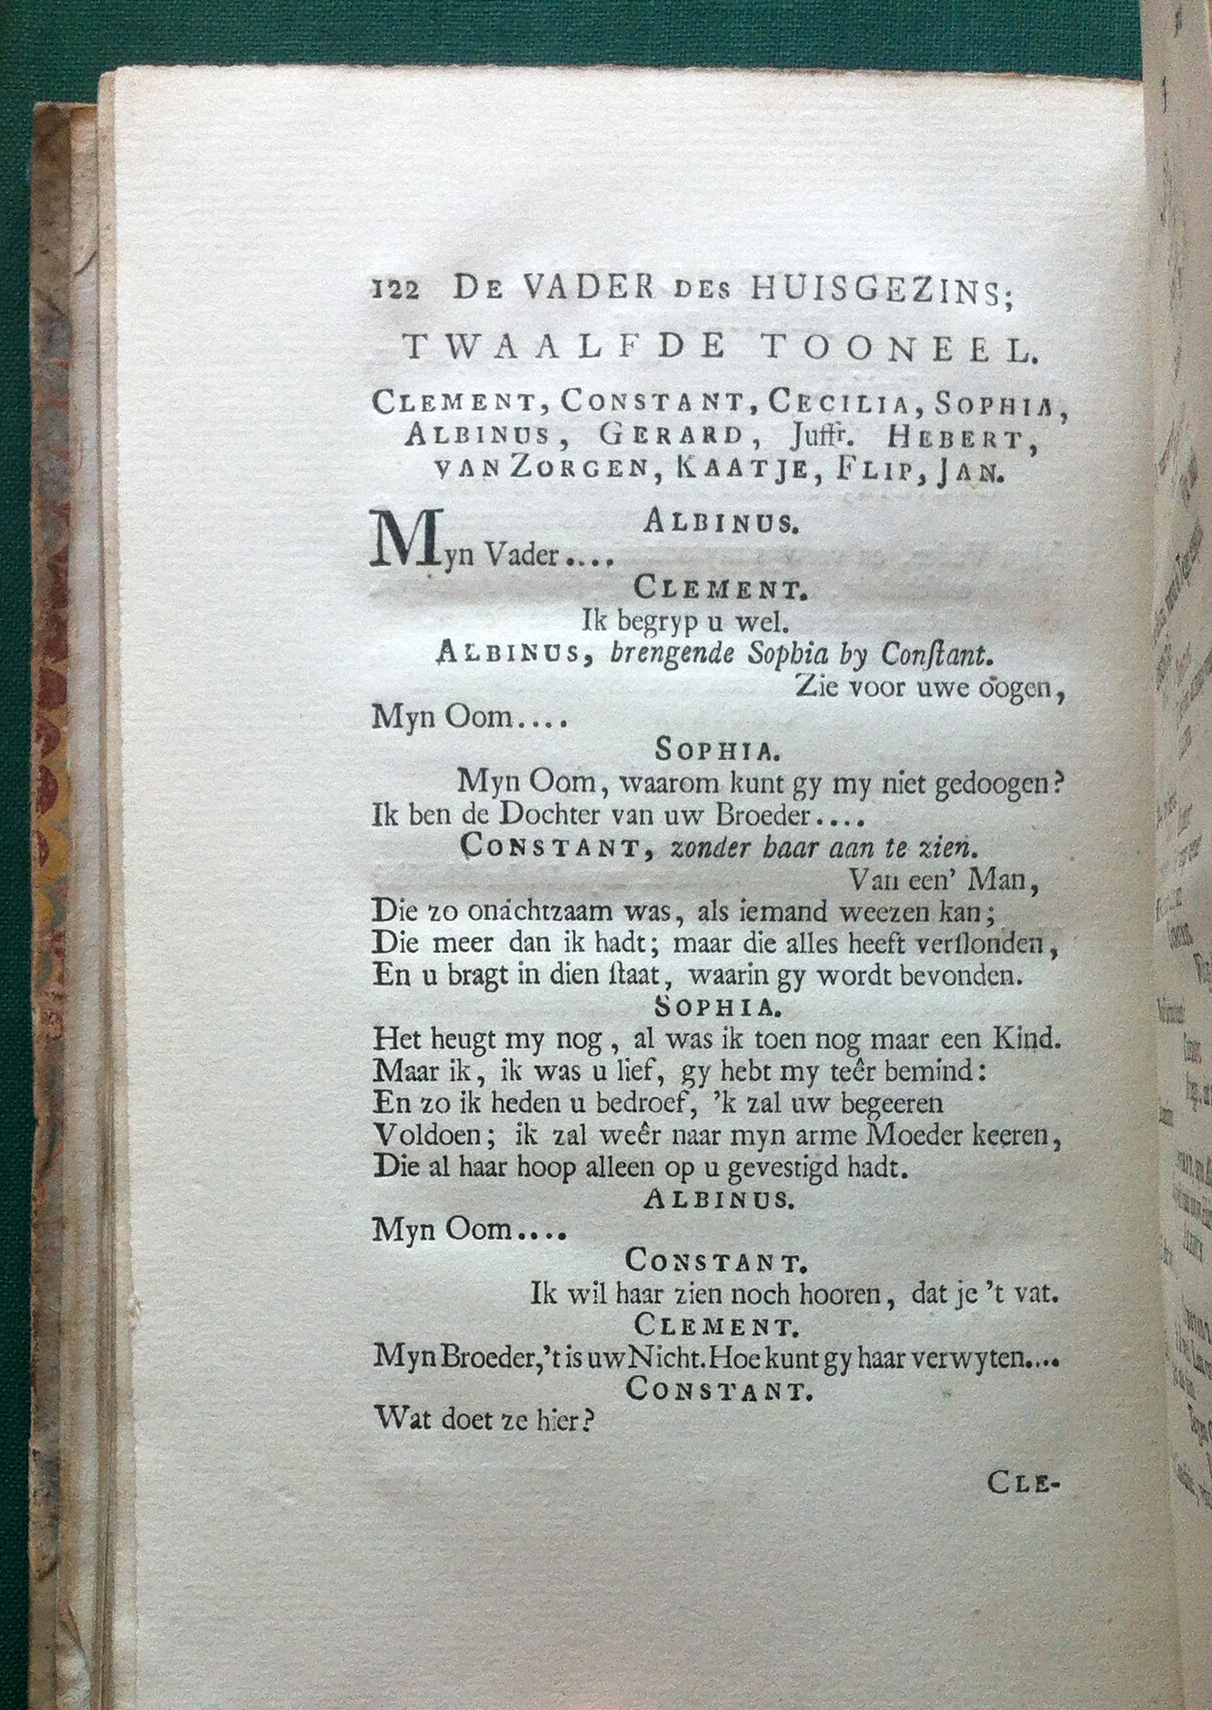 122 DE VADER DES HUISGEZINS;
TWAALFDE TOONEEL.
CLEMENT, CONSTANT, CECILIA, SOPHIA,
ALBINUS, GERARD, Juffr. HEBERT,
VAN ZORGEN, KAATJE, FLIP, JAN.
ALBINUS.
Myn Vader....
CLEMENT.
Ik begryp u wel.
ALBINUS, brengende Sophia by Conſtant.
Zie voor uwe oogen,
Myn Oom....
SOPHIA.
Myn Oom, waarom kunt gy my niet gedoogen?
Ik ben de Dochter van uw Broeder....
CONSTANT, zonder haar aan te zien.
Van een' Man,
Die zo onachtzaam was, als iemand weezen kan;
Die meer dan ik hadt; maar die alles heeft verſlonden,
En u bragt in dien ſtaat, waarin gy wordt bevonden.
SOPHIA.
Het heugt my nog, al was ik toen nog maar een Kind.
Maar ik, ik was u lief, gy hebt my teêr bemind:
En zo ik heden u bedroef, 'k zal uw begeeren
Voldoen; ik zal weêr naar myn arme Moeder keeren,
Die al haar hoop alleen op u gevestigd hadt.
ALBINUS.
Myn Oom....
CONSTANT.
Ik wil haar zien noch hooren, dat je 't vat.
CLEMENT.
Myn Broeder, 't is uw Nicht. Hoe kunt gy haar verwyten....
CONSTANT.
Wat doet ze hier?
CLE-